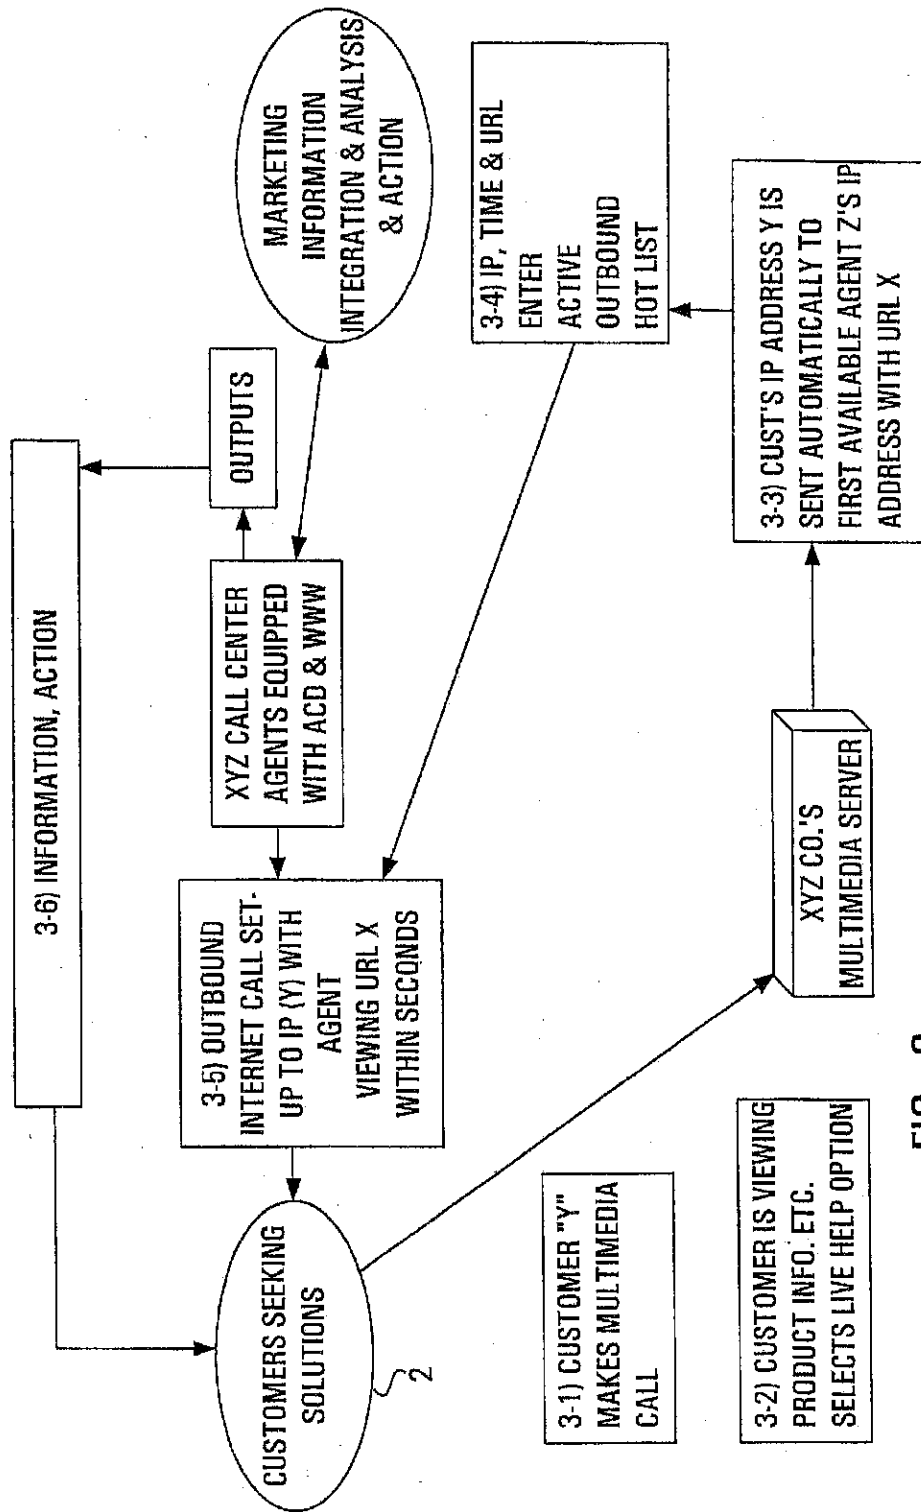 3-6) INFORMATION, ACTION
CUSTOMERS SEEKING
SOLUTIONS
2
3-5) OUTBOUND
INTERNET CALL SET-
UP TO IP (Y) WITH
AGENT
VIEWING URL X
WITHIN SECONDS
XYZ CALL CENTER
AGENTS EQUIPPED
WITH ACD & WWW
OUTPUTS
MARKETING
INFORMATION
INTEGRATION & ANALYSIS
& ACTION
3-1) CUSTOMER "Y"
MAKES MULTIMEDIA
CALL
3-4) IP, TIME & URL
ENTER
ACTIVE
OUTBOUND
HOT LIST
3-2) CUSTOMER IS VIEWING
PRODUCT INFO. ETC.
SELECTS LIVE HELP OPTION
XYZ CO.'S
MULTIMEDIA SERVER
3-3) CUST'S IP ADDRESS Y IS
SENT AUTOMATICALLY TO
FIRST AVAILABLE AGENT Z'S IP
ADDRESS WITH URL X